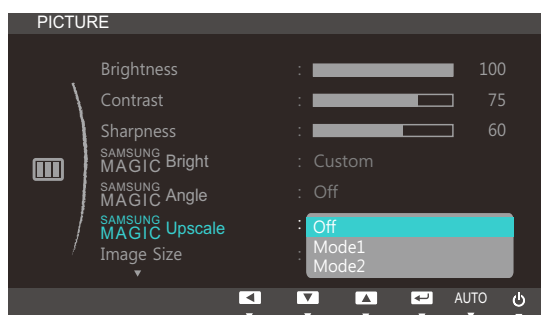 PICTURE
Brightness : 100
Contrast : 75
Sharpness : 60
SAMSUNG MAGIC Bright : Custom
SAMSUNG MAGIC Angle : Off
SAMSUNG MAGIC Upscale : Off
Mode1
Image Size :
Mode2
AUTO